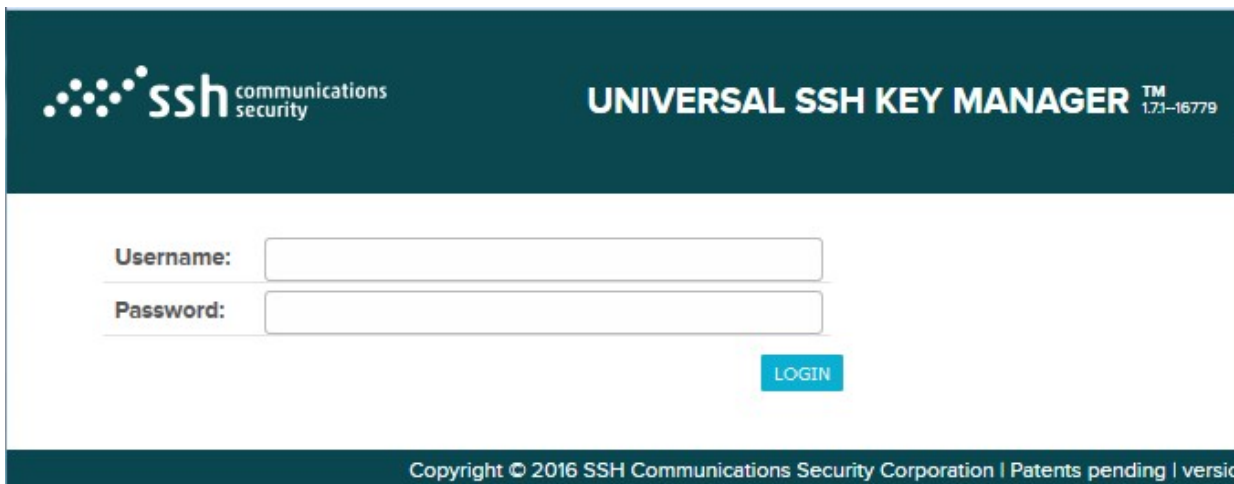 ssh communications security
UNIVERSAL SSH KEY MANAGER ™ 1.7.1--16779
Username:
Password:
LOGIN
Copyright © 2016 SSH Communications Security Corporation | Patents pending |